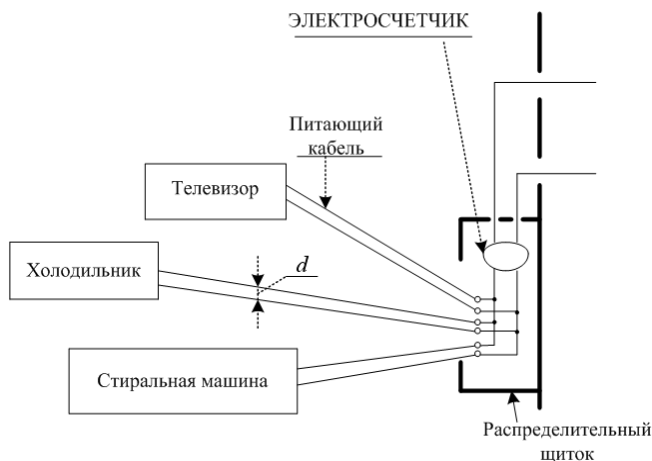 ЭЛЕКТРОСЧЕТЧИК
Питающий
кабель
Телевизор
Холодильник
d
Стиральная машина
Распределительный
щиток